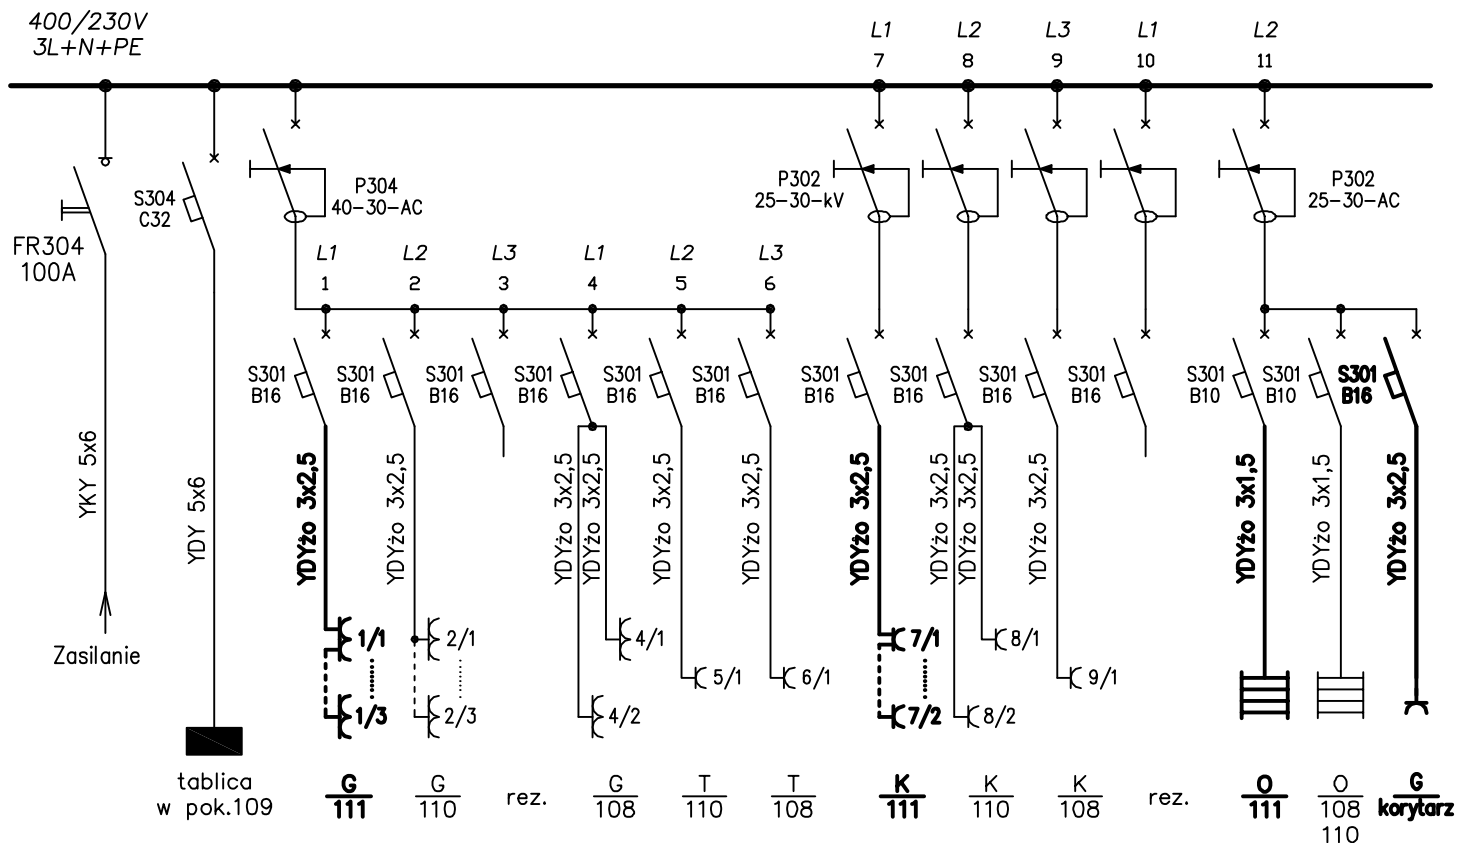 400/230V
3L+N+PE
L1
L2
L3
L1
L2
7
8
9
10
11
S304
C32
P304
40-30-AC
P302
25-30-kV
P302
25-30-AC
FR304
100A
L1
L2
L3
L1
L2
L3
1
2
3
4
5
6
S301
B16
S301
B16
S301
B16
S301
B16
S301
B16
S301
B16
S301
B16
S301
B16
S301
B16
S301
B16
S301
B10
S301
B10
S301
B16
YKY 5x6
YDY 5x6
YDYżo 3x2,5
YDYżo 3x2,5
YDYżo 3x2,5
YDYżo 3x2,5
YDYżo 3x2,5
YDYżo 3x2,5
YDYżo 3x2,5
YDYżo 3x2,5
YDYżo 3x2,5
YDYżo 3x2,5
YDYżo 3x1,5
YDYżo 3x1,5
YDYżo 3x2,5
Zasilanie
1/1
2/1
4/1
5/1
6/1
7/1
8/1
9/1
1/3
2/3
4/2
7/2
8/2
tablica
w pok.109
G
111
G
110
rez.
G
108
T
110
T
108
K
111
K
110
K
108
rez.
O
111
O
108
110
G
korytarz